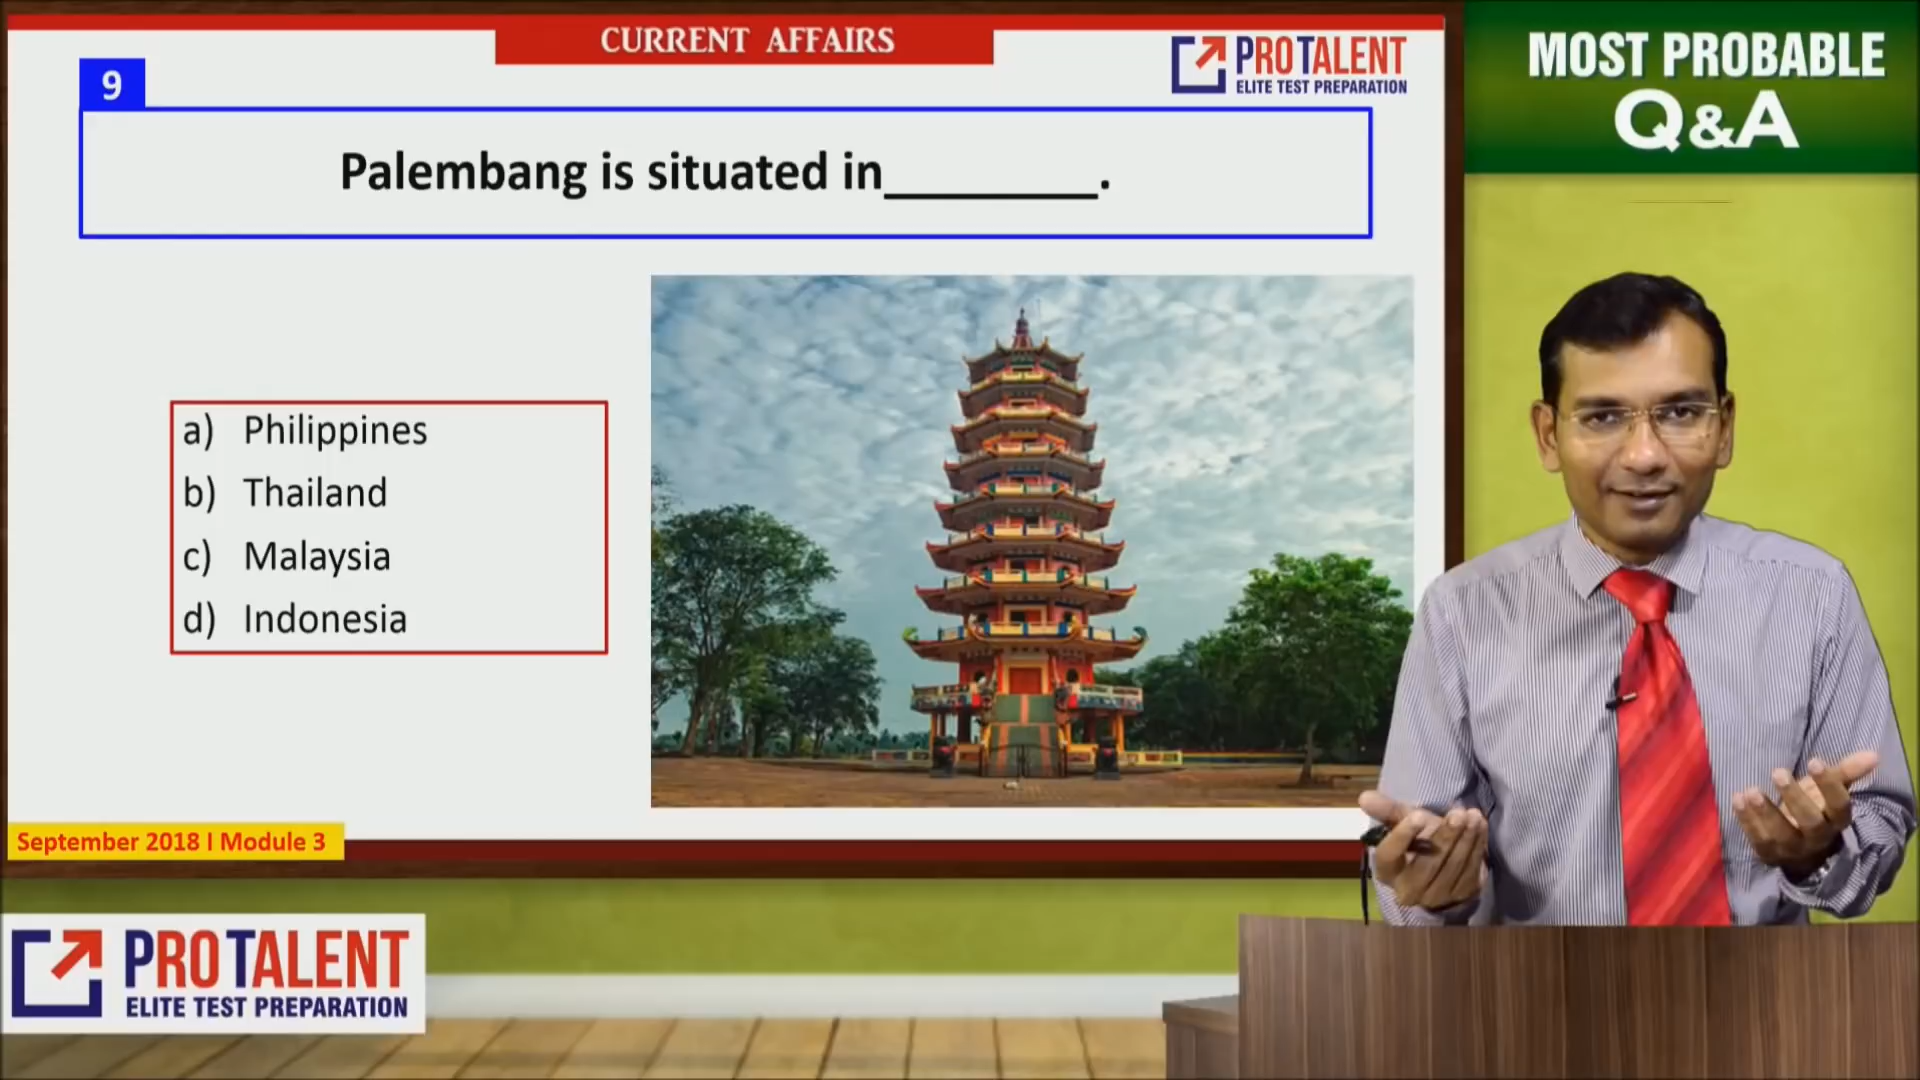 CURRENT AFFAIRS
PROTALENT
ELITE TEST PREPARATION
MOST PROBABLE
Q&A
9
Palembang is situated in________.
a) Philippines
b) Thailand
c) Malaysia
d) Indonesia
September 2018 I Module 3
PROTALENT
ELITE TEST PREPARATION